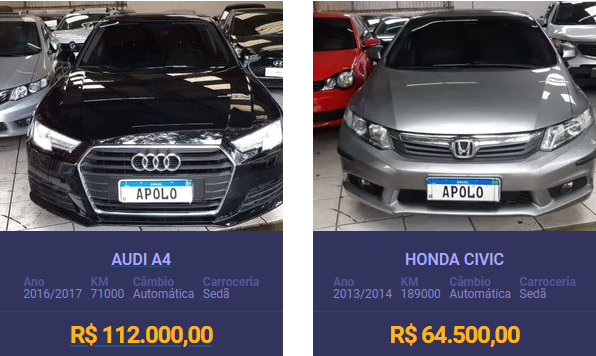 APOLO
AUDI A4
Ano KM Câmbio Carroceria
2016/2017 71000 Automática Sedã
R$ 112.000,00
APOLO
HONDA CIVIC
Ano KM Câmbio Carroceria
2013/2014 189000 Automática Sedã
R$ 64.500,00